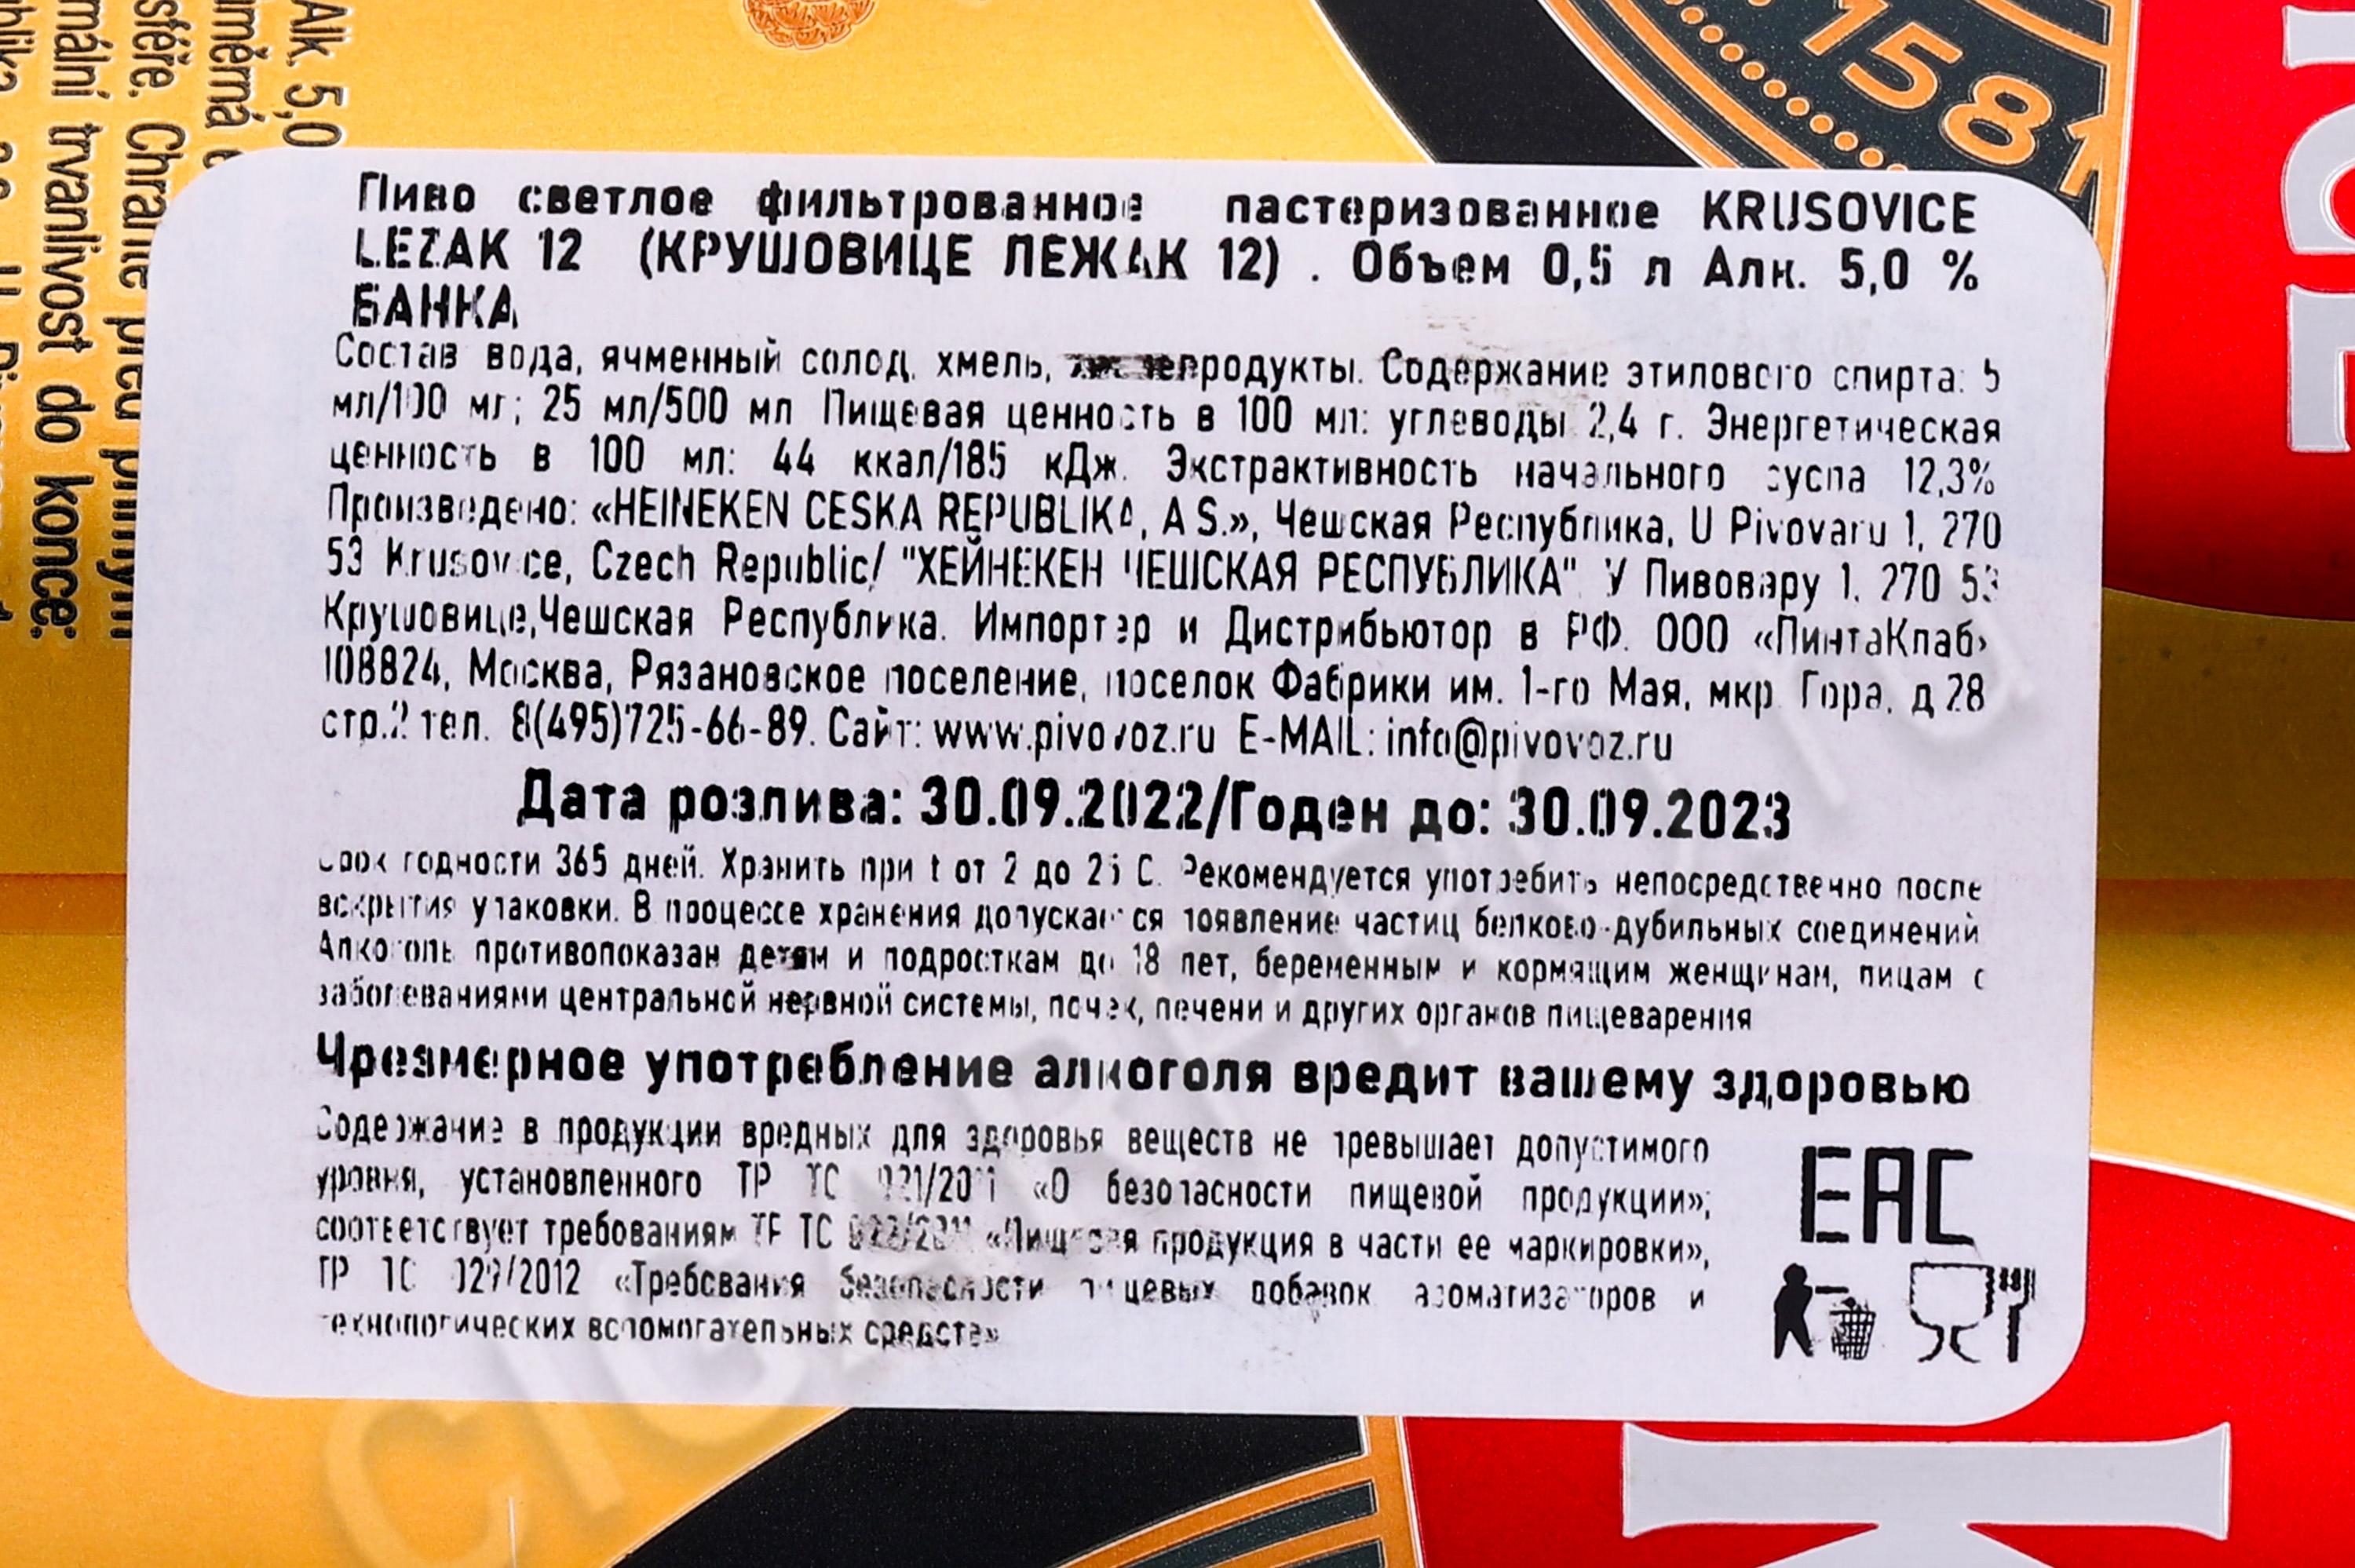 Пиво светлое фильтрованное пастеризованное KRUSOVICE
LEZAK 12 (КРУШОВИЦЕ ЛЕЖАК 12) . Объем 0,5 л Алк. 5,0 %
БАНКА
Состав вода, ячменный солод, хмель, хмелепродукты. Содержание этилового спирта: 5
мл/100 мл; 25 мл/500 мл Пищевая ценность в 100 мл: углеводы 2,4 г. Энергетическая
ценность в 100 мл: 44 ккал/185 кДж. Экстрактивность начального сусла 12,3%
Произведено: «HEINEKEN CESKA REPUBLIKA, A S.», Чешская Республика, U Pivovaru 1, 270
53 Krusovice, Czech Republic/ "ХЕЙНЕКЕН ЧЕШСКАЯ РЕСПУБЛИКА" У Пивовару 1, 270 53
Крушовице,Чешская Республика. Импортер и Дистрибьютор в РФ. ООО «ПинтаКлаб»
108824, Москва, Рязановское поселение, поселок Фабрики им. 1-го Мая, мкр. Гора, д 28
стр.2 тел. 8(495)725-66-89. Сайт: www.pivovoz.ru E-MAIL: info@pivovoz.ru
Дата розлива: 30.09.2022/Годен до: 30.09.2023
Срок годности 365 дней. Хранить при t от 2 до 25 С. Рекомендуется употребить непосредственно после
вскрытия упаковки. В процессе хранения допускается появление частиц белково-дубильных соединений
Алкоголь противопоказан детям и подросткам до 18 лет, беременным и кормящим женщинам, лицам с
заболеваниями центральной нервной системы, почек, печени и других органов пищеварения
Чрезмерное употребление алкоголя вредит вашему здоровью
Содержание в продукции вредных для здоровья веществ не превышает допустимого
уровня, установленного ТР ТС 021/2011 «О безопасности пищевой продукции»;
соответствует требованиям ТР ТС 022/2011 «Пищевая продукция в части ее маркировки»,
ТР ТС 029/2012 «Требования безопасности пищевых добавок ароматизаторов и
технологических вспомогательных средств»
EAC
Alk. 5,0
do konce:
trvanlivost
1581
K